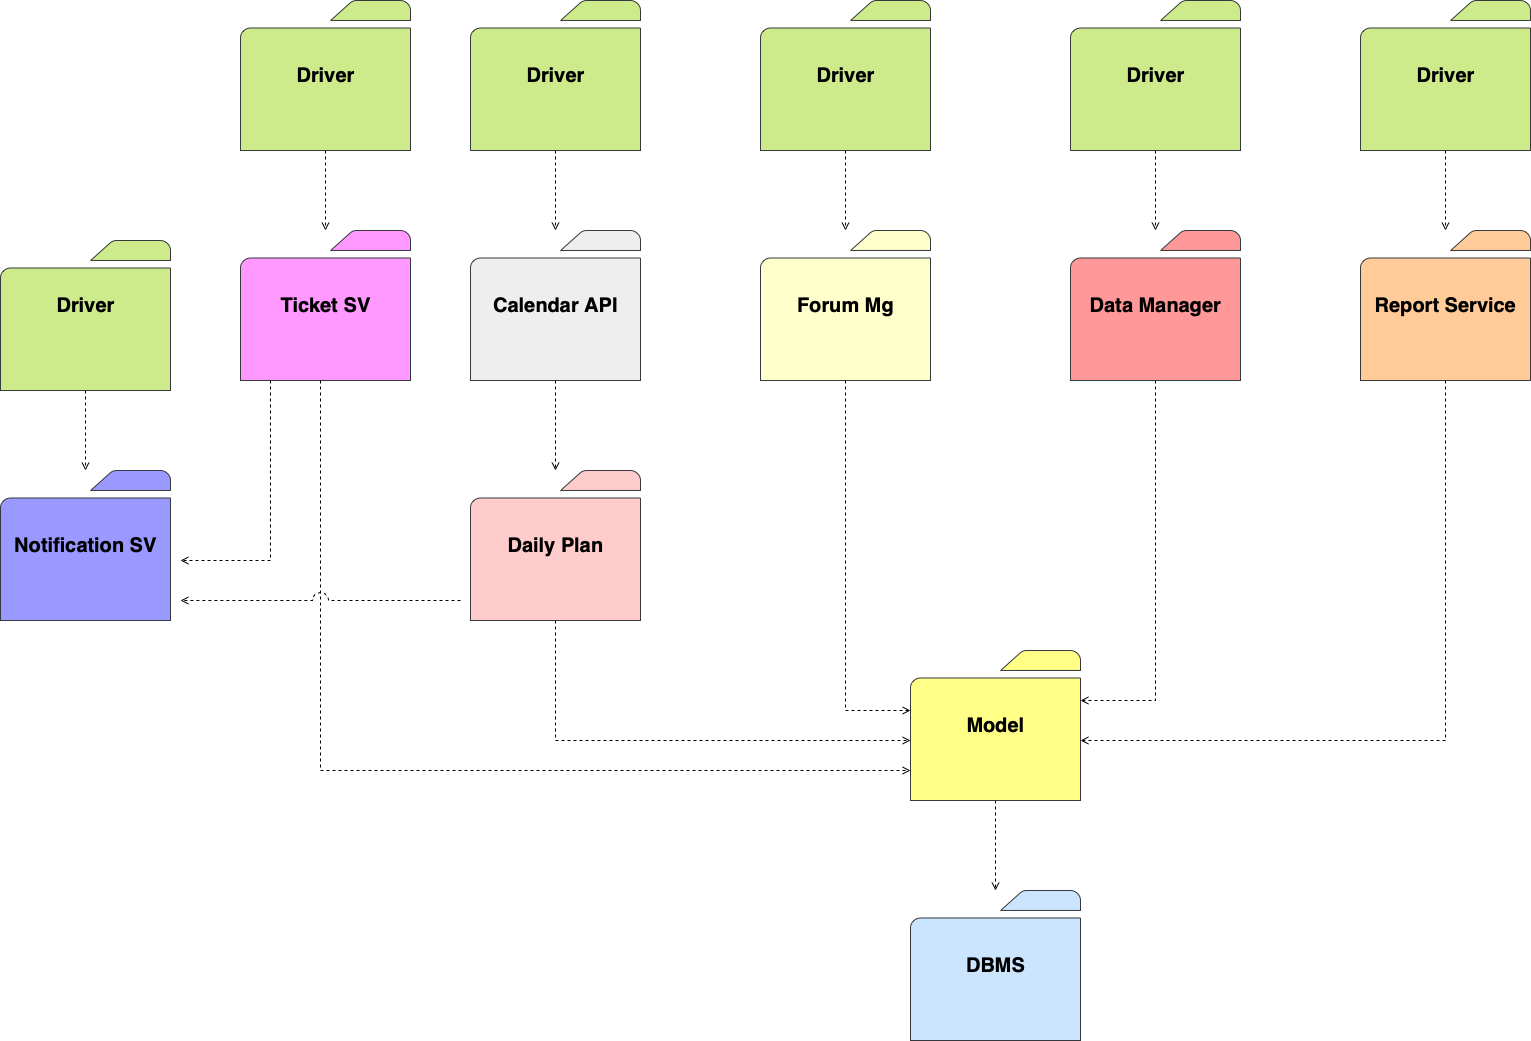 Driver
Driver
Driver
Driver
Driver
Driver
Ticket SV
Calendar API
Forum Mg
Data Manager
Report Service
Notification SV
Daily Plan
Model
DBMS